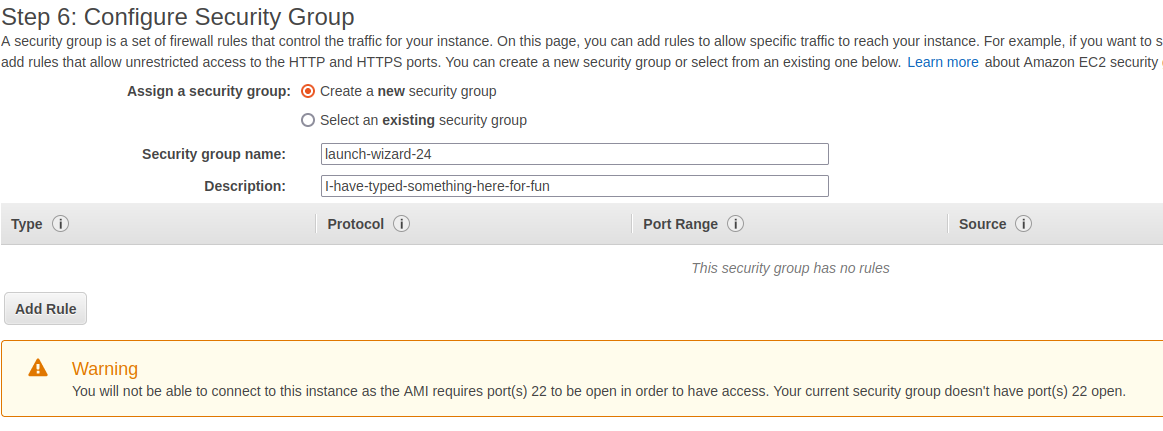 Step 6: Configure Security Group
A security group is a set of firewall rules that control the traffic for your instance. On this page, you can add rules to allow specific traffic to reach your instance. For example, if you want to s
add rules that allow unrestricted access to the HTTP and HTTPS ports. You can create a new security group or select from an existing one below. Learn more about Amazon EC2 security
Assign a security group: Create a new security group
Select an existing security group
Security group name: launch-wizard-24
Description: I-have-typed-something-here-for-fun
Type i Protocol i Port Range i Source i
This security group has no rules
Add Rule
Warning
You will not be able to connect to this instance as the AMI requires port(s) 22 to be open in order to have access. Your current security group doesn't have port(s) 22 open.